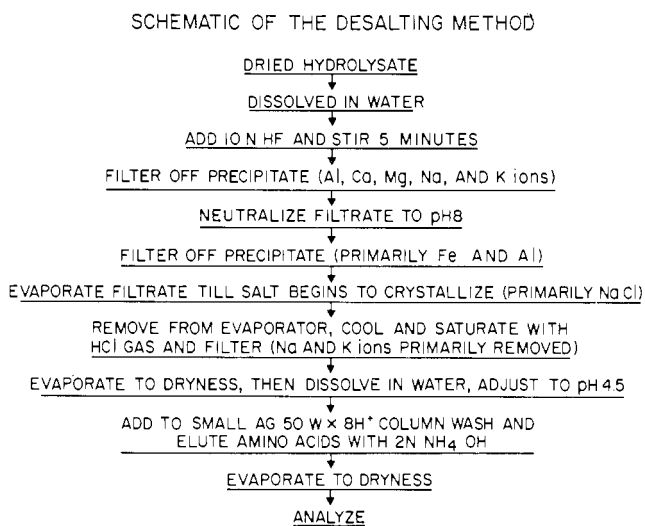 SCHEMATIC OF THE DESALTING METHOD
DRIED HYDROLYSATE
DISSOLVED IN WATER
ADD 10 N HF AND STIR 5 MINUTES
FILTER OFF PRECIPITATE (Al, Ca, Mg, Na, AND K ions)
NEUTRALIZE FILTRATE TO pH8
FILTER OFF PRECIPITATE (PRIMARILY Fe AND Al)
EVAPORATE FILTRATE TILL SALT BEGINS TO CRYSTALLIZE (PRIMARILY NaCl)
REMOVE FROM EVAPORATOR, COOL AND SATURATE WITH
HCl GAS AND FILTER (Na AND K IONS PRIMARILY REMOVED)
EVAPORATE TO DRYNESS, THEN DISSOLVE IN WATER, ADJUST TO pH 4.5
ADD TO SMALL AG 50 W × 8H⁺ COLUMN WASH AND
ELUTE AMINO ACIDS WITH 2N NH4 OH
EVAPORATE TO DRYNESS
ANALYZE